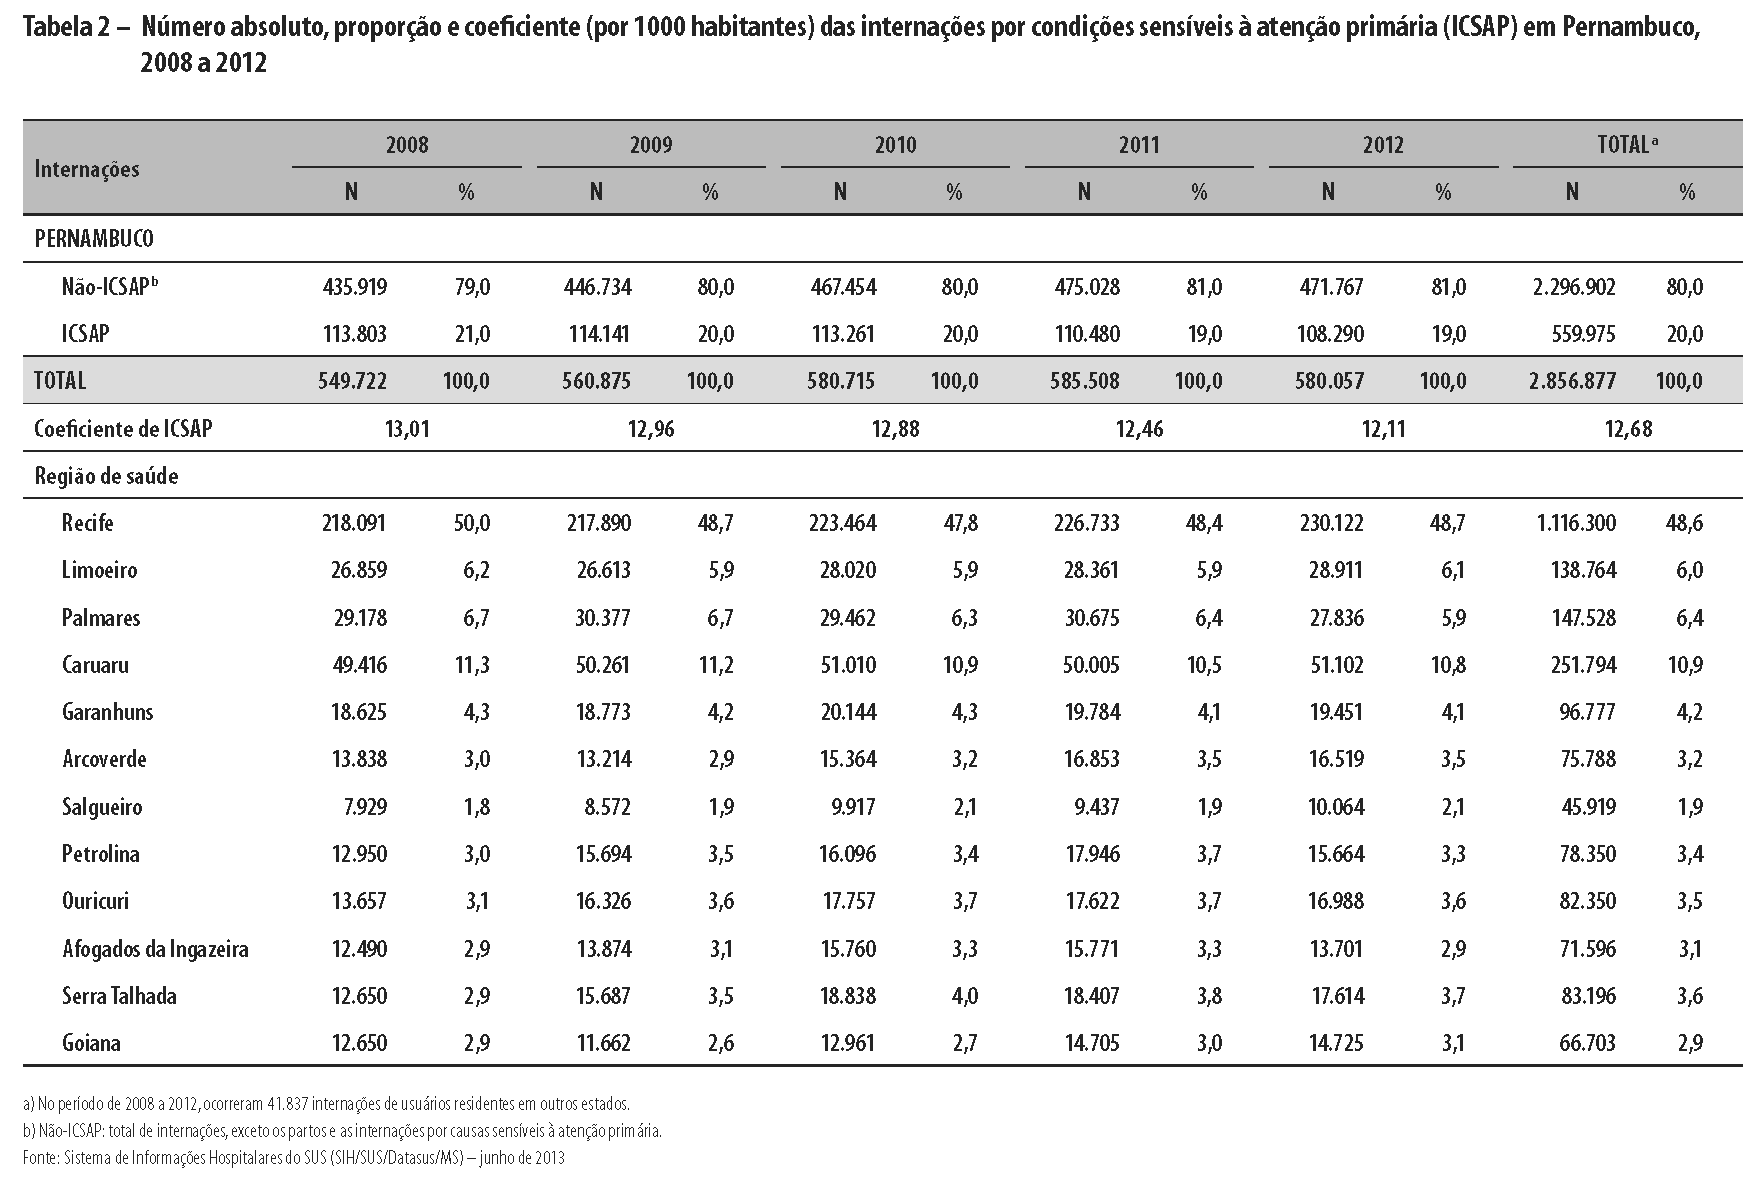 Tabela 2 – Número absoluto, proporção e coeficiente (por 1000 habitantes) das internações por condições sensíveis à atenção primária (ICSAP) em Pernambuco,
2008 a 2012
Internações 2008 2009 2010 2011 2012 TOTALª
N % N % N % N % N % N %
PERNAMBUCO
Não-ICSAPᵇ 435.919 79,0 446.734 80,0 467.454 80,0 475.028 81,0 471.767 81,0 2.296.902 80,0
ICSAP 113.803 21,0 114.141 20,0 113.261 20,0 110.480 19,0 108.290 19,0 559.975 20,0
TOTAL 549.722 100,0 560.875 100,0 580.715 100,0 585.508 100,0 580.057 100,0 2.856.877 100,0
Coeficiente de ICSAP 13,01 12,96 12,88 12,46 12,11 12,68
Região de saúde
Recife 218.091 50,0 217.890 48,7 223.464 47,8 226.733 48,4 230.122 48,7 1.116.300 48,6
Limoeiro 26.859 6,2 26.613 5,9 28.020 5,9 28.361 5,9 28.911 6,1 138.764 6,0
Palmares 29.178 6,7 30.377 6,7 29.462 6,3 30.675 6,4 27.836 5,9 147.528 6,4
Caruaru 49.416 11,3 50.261 11,2 51.010 10,9 50.005 10,5 51.102 10,8 251.794 10,9
Garanhuns 18.625 4,3 18.773 4,2 20.144 4,3 19.784 4,1 19.451 4,1 96.777 4,2
Arcoverde 13.838 3,0 13.214 2,9 15.364 3,2 16.853 3,5 16.519 3,5 75.788 3,2
Salgueiro 7.929 1,8 8.572 1,9 9.917 2,1 9.437 1,9 10.064 2,1 45.919 1,9
Petrolina 12.950 3,0 15.694 3,5 16.096 3,4 17.946 3,7 15.664 3,3 78.350 3,4
Ouricuri 13.657 3,1 16.326 3,6 17.757 3,7 17.622 3,7 16.988 3,6 82.350 3,5
Afogados da Ingazeira 12.490 2,9 13.874 3,1 15.760 3,3 15.771 3,3 13.701 2,9 71.596 3,1
Serra Talhada 12.650 2,9 15.687 3,5 18.838 4,0 18.407 3,8 17.614 3,7 83.196 3,6
Goiana 12.650 2,9 11.662 2,6 12.961 2,7 14.705 3,0 14.725 3,1 66.703 2,9
a) No período de 2008 a 2012, ocorreram 41.837 internações de usuários residentes em outros estados.
b) Não-ICSAP: total de internações, exceto os partos e as internações por causas sensíveis à atenção primária.
Fonte: Sistema de Informações Hospitalares do SUS (SIH/SUS/Datasus/MS) – junho de 2013